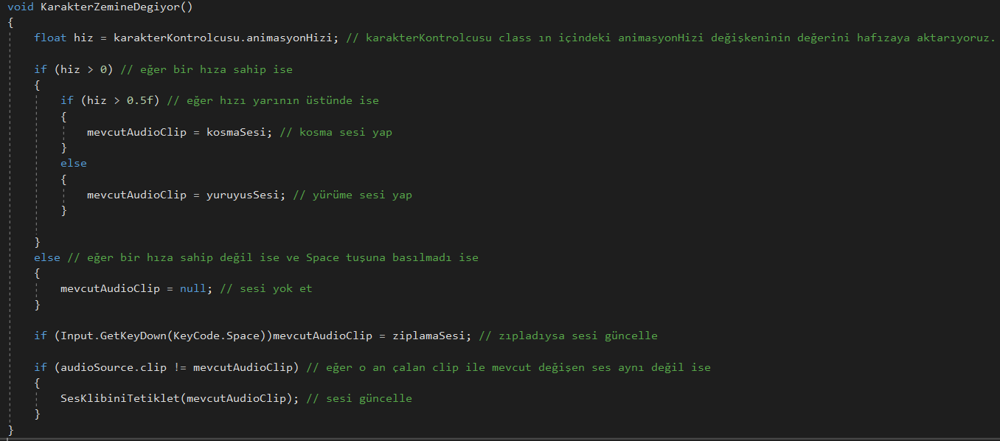 void KarakterZemineDegiyor()
{
    float hiz = karakterKontrolcusu.animasyonHizi; // karakterKontrolcusu class ın içindeki animasyonHizi değişkeninin değerini hafızaya aktarıyoruz.
    if (hiz > 0) // eğer bir hıza sahip ise
    {
        if (hiz > 0.5f) // eğer hızı yarının üstünde ise
        {
            mevcutAudioClip = kosmaSesi; // kosma sesi yap
        }
        else
        {
            mevcutAudioClip = yuruyusSesi; // yürüme sesi yap
        }
    }
    else // eğer bir hıza sahip değil ise ve Space tuşuna basılmadı ise
    {
        mevcutAudioClip = null; // sesi yok et
    }
    if (Input.GetKeyDown(KeyCode.Space))mevcutAudioClip = ziplamaSesi; // zıpladıysa sesi güncelle
    if (audioSource.clip != mevcutAudioClip) // eğer o an çalan clip ile mevcut değişen ses aynı değil ise
    {
        SesKlibiniTetiklet(mevcutAudioClip); // sesi güncelle
    }
}